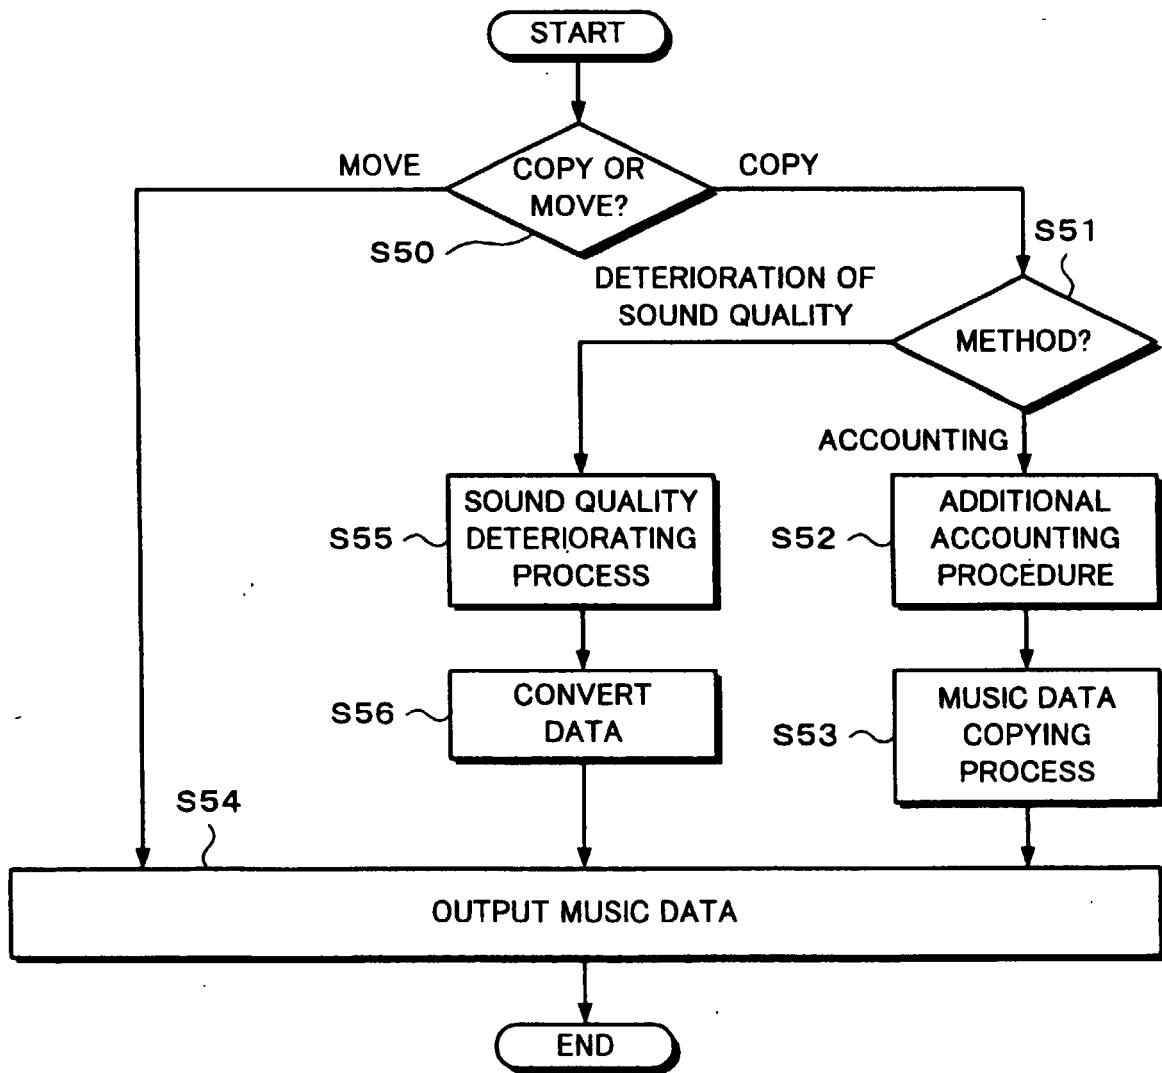 START
COPY OR
MOVE?
MOVE
COPY
S50
S51
DETERIORATION OF
SOUND QUALITY
METHOD?
ACCOUNTING
SOUND QUALITY
DETERIORATING
PROCESS
S55
ADDITIONAL
ACCOUNTING
PROCEDURE
S52
CONVERT
DATA
S56
MUSIC DATA
COPYING
PROCESS
S53
S54
OUTPUT MUSIC DATA
END